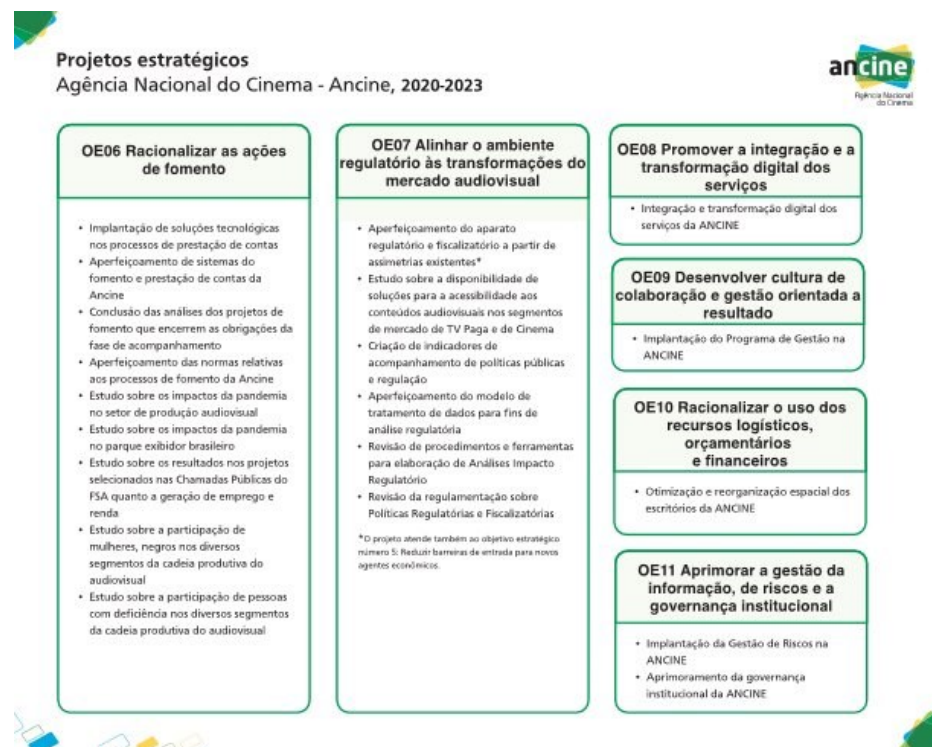 Projetos estratégicos
Agência Nacional do Cinema - Ancine, 2020-2023
ancine
Agência Nacional
do Cinema
OE06 Racionalizar as ações
de fomento
• Implantação de soluções tecnológicas
nos processos de prestação de contas
• Aperfeiçoamento de sistemas do
fomento e prestação de contas da
Ancine
• Conclusão das análises dos projetos de
fomento que encerrem as obrigações da
fase de acompanhamento
• Aperfeiçoamento das normas relativas
aos processos de fomento da Ancine
• Estudo sobre os impactos da pandemia
no setor de produção audiovisual
• Estudo sobre os impactos da pandemia
no parque exibidor brasileiro
• Estudo sobre os resultados nos projetos
selecionados nas Chamadas Públicas do
FSA quanto a geração de emprego e
renda
• Estudo sobre a participação de
mulheres, negros nos diversos
segmentos da cadeia produtiva do
audiovisual
• Estudo sobre a participação de pessoas
com deficiência nos diversos segmentos
da cadeia produtiva do audiovisual
OE07 Alinhar o ambiente
regulatório às transformações do
mercado audiovisual
• Aperfeiçoamento do aparato
regulatório e fiscalizatório a partir de
assimetrias existentes*
• Estudo sobre a disponibilidade de
soluções para a acessibilidade aos
conteúdos audiovisuais nos segmentos
de mercado de TV Paga e de Cinema
• Criação de indicadores de
acompanhamento de políticas públicas
e regulação
• Aperfeiçoamento do modelo de
tratamento de dados para fins de
análise regulatória
• Revisão de procedimentos e ferramentas
para elaboração de Análises Impacto
Regulatório
• Revisão da regulamentação sobre
Políticas Regulatórias e Fiscalizatórias
*O projeto atende também ao objetivo estratégico
número 5: Reduzir barreiras de entrada para novos
agentes econômicos.
OE08 Promover a integração e a
transformação digital dos
serviços
• Integração e transformação digital dos
serviços da ANCINE
OE09 Desenvolver cultura de
colaboração e gestão orientada a
resultado
• Implantação do Programa de Gestão na
ANCINE
OE10 Racionalizar o uso dos
recursos logísticos,
orçamentários
e financeiros
• Otimização e reorganização espacial dos
escritórios da ANCINE
OE11 Aprimorar a gestão da
informação, de riscos e a
governança institucional
• Implantação da Gestão de Riscos na
ANCINE
• Aprimoramento da governança
institucional da ANCINE